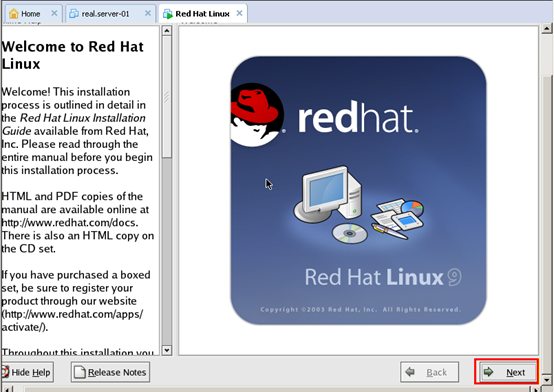 Home
real.server-01
Red Hat Linux
Welcome to Red Hat
Linux
Welcome! This installation
process is outlined in detail in
the Red Hat Linux Installation
Guide available from Red Hat,
Inc. Please read through the
entire manual before you begin
this installation process.
HTML and PDF copies of the
manual are available online at
http://www.redhat.com/docs.
There is also an HTML copy on
the CD set.
If you have purchased a boxed
set, be sure to register your
product through our website
(http://www.redhat.com/apps/
activate/).
Throughout this installation you
redhat.
Red Hat Linux 9
Copyright ©2003 Red Hat, Inc. All Rights Reserved.
Hide Help
Release Notes
Back
Next